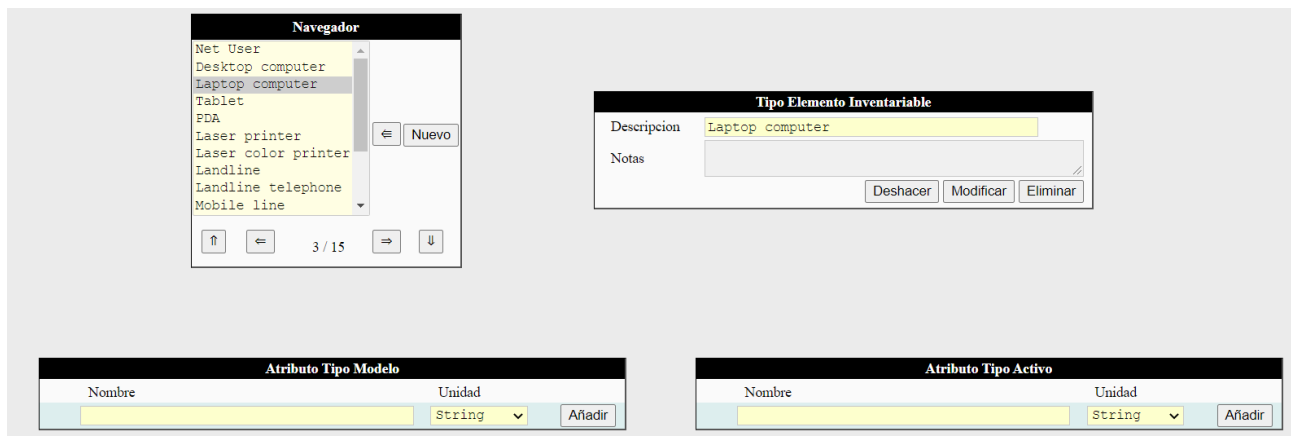 Navegador
Net User
Desktop computer
Laptop computer
Tablet
PDA
Laser printer
Laser color printer
Landline
Landline telephone
Mobile line
⇚ Nuevo
⇑ ⇐ 3 / 15 ⇒ ⇓
Tipo Elemento Inventariable
Descripcion Laptop computer
Notas
Deshacer Modificar Eliminar
Atributo Tipo Modelo
Nombre Unidad
String Añadir
Atributo Tipo Activo
Nombre Unidad
String Añadir